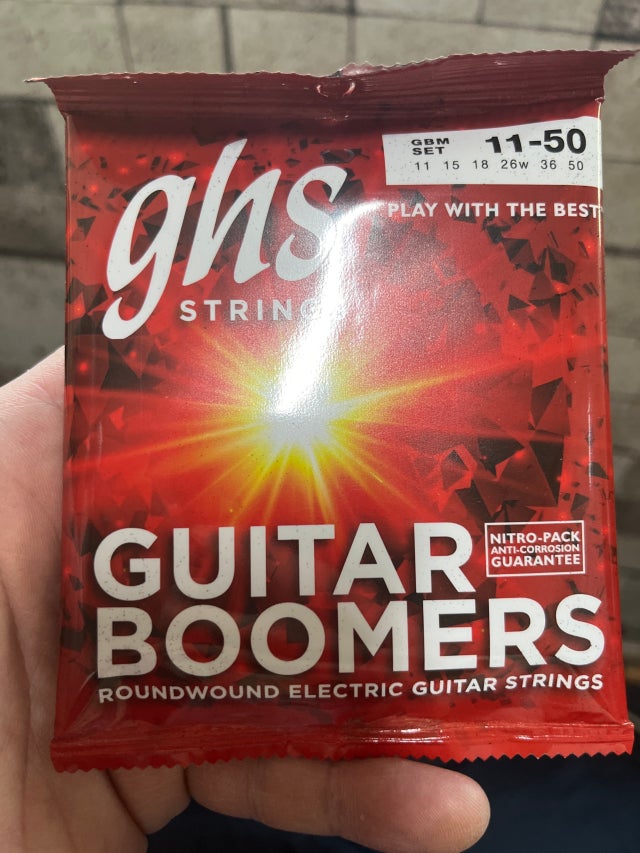 ghs
STRINGS
GBM SET 11-50
11 15 18 26w 36 50
PLAY WITH THE BEST
GUITAR
BOOMERS
NITRO-PACK
ANTI-CORROSION
GUARANTEE
ROUNDWOUND ELECTRIC GUITAR STRINGS